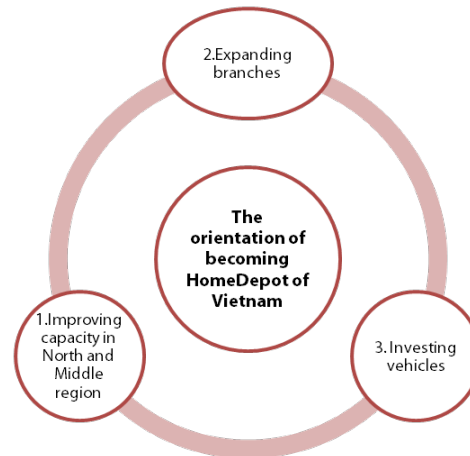 2.Expanding
branches
The
orientation of
becoming
HomeDepot of
Vietnam
1.Improving
capacity in
North and
Middle
region
3. Investing
vehicles